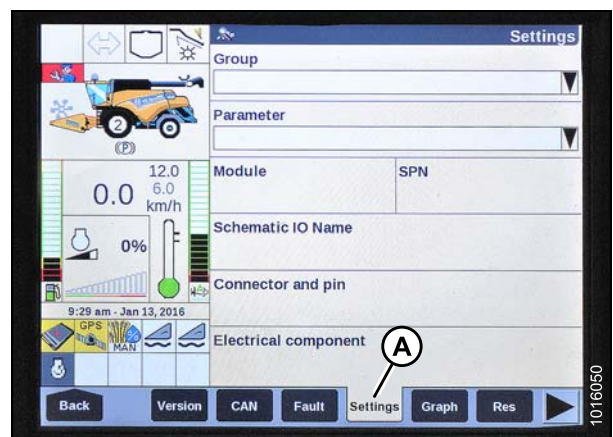 Settings
Group
Parameter
Module
SPN
Schematic IO Name
Connector and pin
Electrical component
2
(P)
12.0
0.0
6.0
km/h
0%
9:29 am - Jan 13, 2016
GPS
%
MAN
A
Back
Version
CAN
Fault
Settings
Graph
Res
1016050